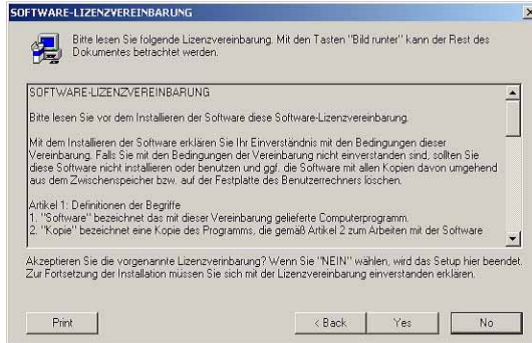 SOFTWARE-LIZENZVEREINBARUNG
Bitte lesen Sie folgende Lizenzvereinbarung. Mit den Tasten "Bild runter" kann der Rest des
Dokumentes betrachtet werden.
SOFTWARE-LIZENZVEREINBARUNG
Bitte lesen Sie vor dem Installieren der Software diese Software-Lizenzvereinbarung.
Mit dem Installieren der Software erklären Sie Ihr Einverständnis mit den Bedingungen dieser
Vereinbarung. Falls Sie mit den Bedingungen der Vereinbarung nicht einverstanden sind, sollten Sie
diese Software nicht installieren oder benutzen und ggf. die Software mit allen Kopien davon umgehend
aus dem Zwischenspeicher bzw. auf der Festplatte des Benutzerrechners löschen.
Artikel 1: Definitionen der Begriffe
1. "Software" bezeichnet das mit dieser Vereinbarung gelieferte Computerprogramm.
2. "Kopie" bezeichnet eine Kopie des Programms, die gemäß Artikel 2 zum Arbeiten mit der Software
Akzeptieren Sie die vorgenannte Lizenzverinbarung? Wenn Sie "NEIN" wählen, wird das Setup hier beendet.
Zur Fortsetzung der Installation müssen Sie sich mit der Lizenzvereinbarung einverstanden erklären.
Print
< Back
Yes
No